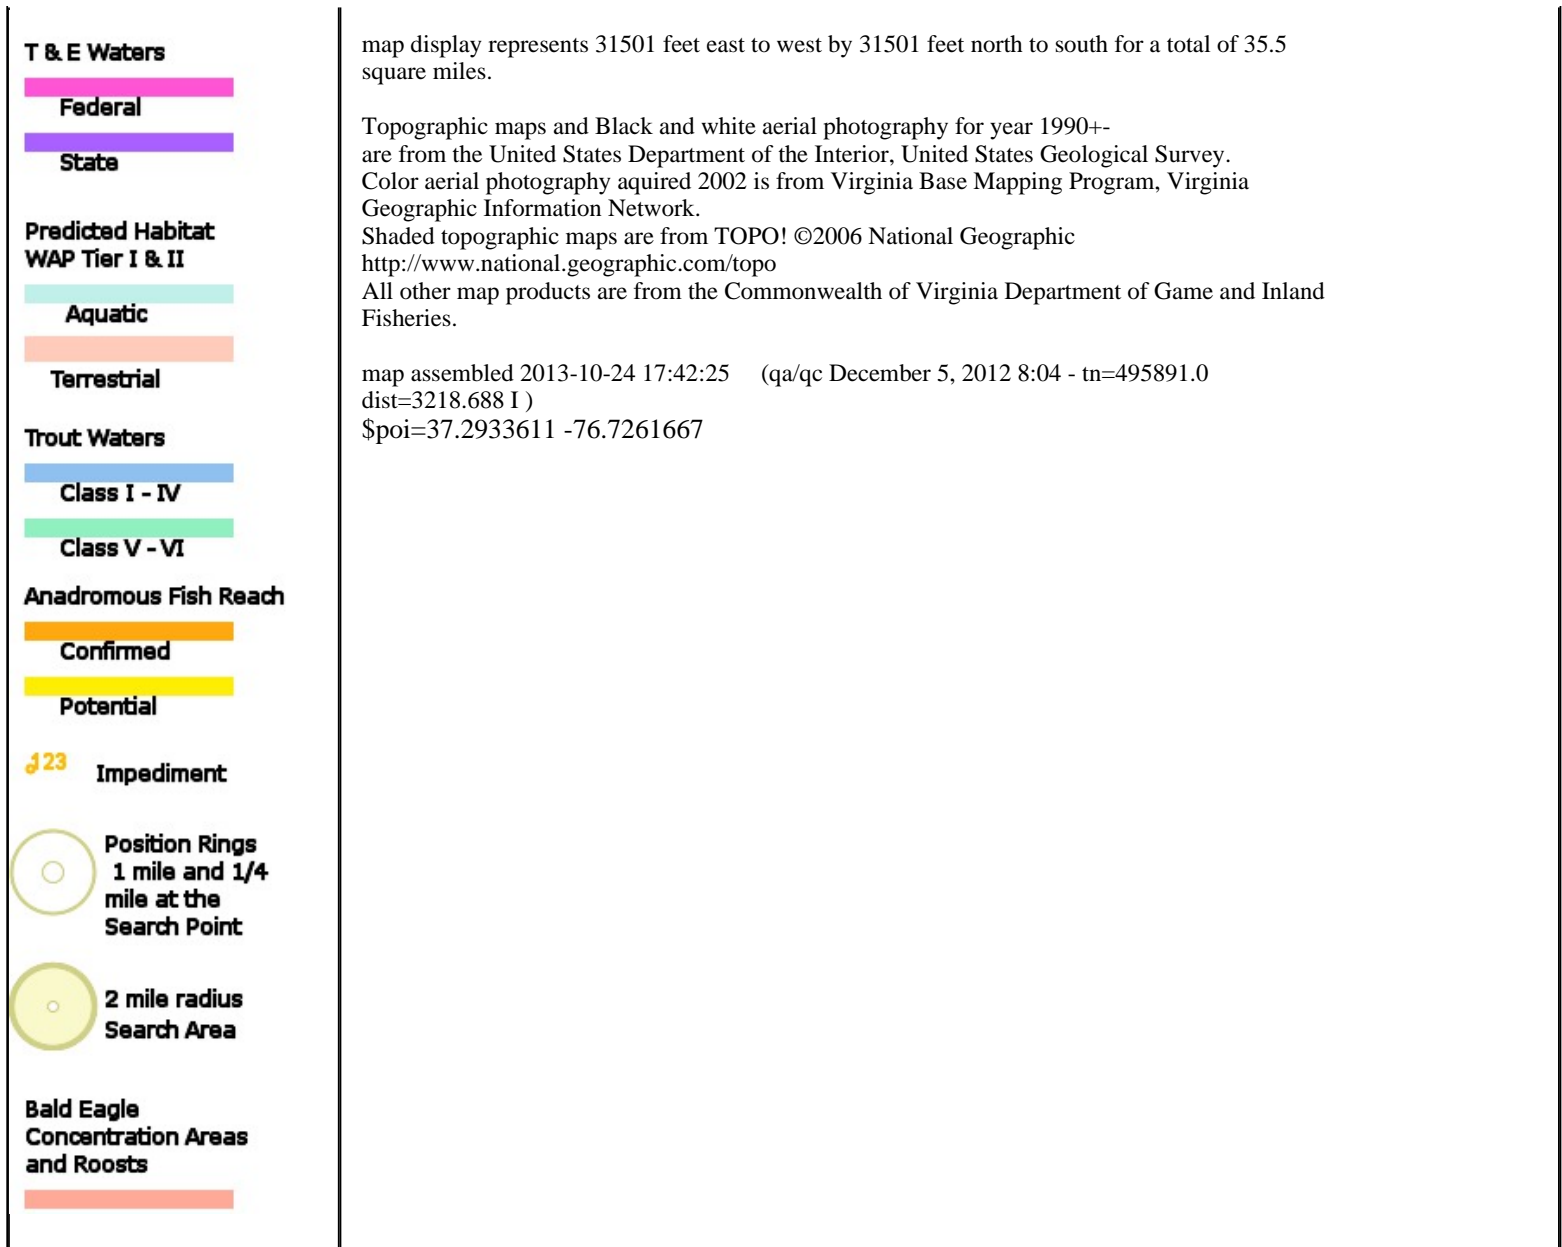 T & E Waters
Federal
State
Predicted Habitat
WAP Tier I & II
Aquatic
Terrestrial
Trout Waters
Class I - IV
Class V - VI
Anadromous Fish Reach
Confirmed
Potential
123 Impediment
Position Rings
1 mile and 1/4
mile at the
Search Point
2 mile radius
Search Area
Bald Eagle
Concentration Areas
and Roosts
map display represents 31501 feet east to west by 31501 feet north to south for a total of 35.5
square miles.
Topographic maps and Black and white aerial photography for year 1990+-
are from the United States Department of the Interior, United States Geological Survey.
Color aerial photography aquired 2002 is from Virginia Base Mapping Program, Virginia
Geographic Information Network.
Shaded topographic maps are from TOPO! ©2006 National Geographic
http://www.national.geographic.com/topo
All other map products are from the Commonwealth of Virginia Department of Game and Inland
Fisheries.
map assembled 2013-10-24 17:42:25 (qa/qc December 5, 2012 8:04 - tn=495891.0
dist=3218.688 I )
$poi=37.2933611 -76.7261667